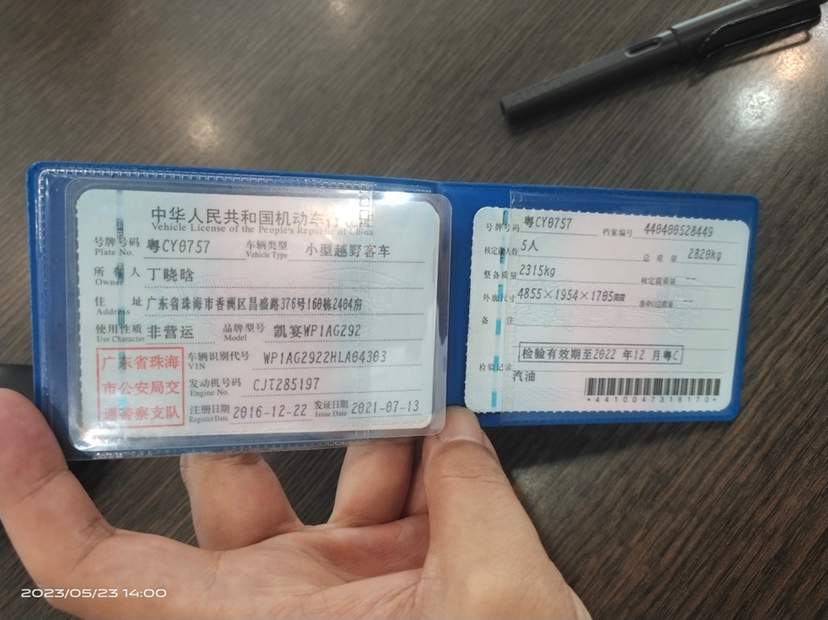 中华人民共和国机动车行驶证
Vehicle License of the People's Republic of China
号牌号码 Plate No. 粤CY0757 车辆类型 Vehicle Type 小型越野客车
所有人 Owner 丁晓晗
住址 Address 广东省珠海市香洲区昌盛路376号160栋2404房
使用性质 Use Character 非营运 品牌型号 Model 凯宴WP1AG292
广东省珠海
市公安局交
通警察支队
车辆识别代号 VIN WP1AG2922HLA04303
发动机号码 Engine No. CJT285197
注册日期 Register Date 2016-12-22 发证日期 Issue Date 2021-07-13
号牌号码 粤CY0757 档案编号 440400528449
核定载人数 5人 总质量 2820kg
整备质量 2315kg 核定载质量 --
外廓尺寸 4855×1954×1705mm --
备注
检验有效期至2022年12月粤C
检验记录
汽油
*4410047318170*
2023/05/23 14:00